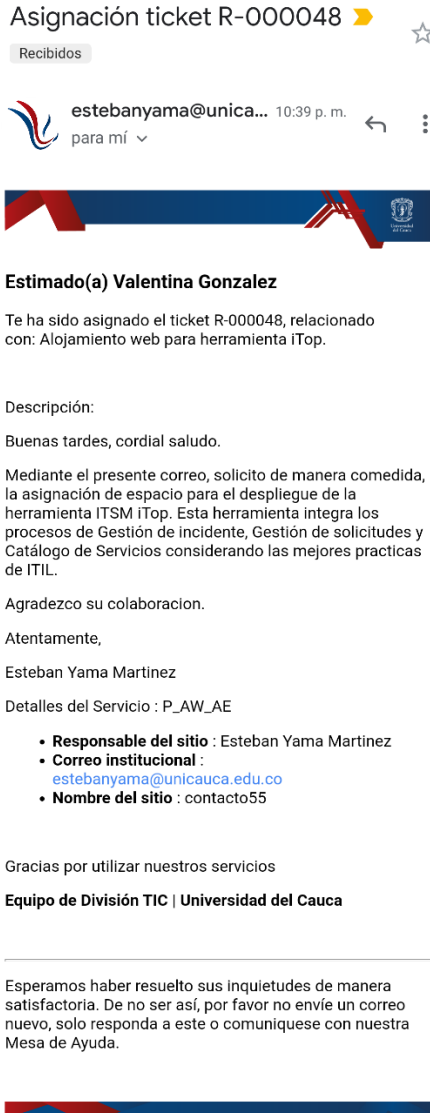 Asignación ticket R-000048
Recibidos
estebanyama@unica... 10:39 p. m.
para mí
Universidad
del Cauca
Estimado(a) Valentina Gonzalez
Te ha sido asignado el ticket R-000048, relacionado
con: Alojamiento web para herramienta iTop.
Descripción:
Buenas tardes, cordial saludo.
Mediante el presente correo, solicito de manera comedida,
la asignación de espacio para el despliegue de la
herramienta ITSM iTop. Esta herramienta integra los
procesos de Gestión de incidente, Gestión de solicitudes y
Catálogo de Servicios considerando las mejores practicas
de ITIL.
Agradezco su colaboracion.
Atentamente,
Esteban Yama Martinez
Detalles del Servicio : P_AW_AE
• Responsable del sitio : Esteban Yama Martinez
• Correo institucional :
estebanyama@unicauca.edu.co
• Nombre del sitio : contacto55
Gracias por utilizar nuestros servicios
Equipo de División TIC | Universidad del Cauca
Esperamos haber resuelto sus inquietudes de manera
satisfactoria. De no ser así, por favor no envíe un correo
nuevo, solo responda a este o comuniquese con nuestra
Mesa de Ayuda.